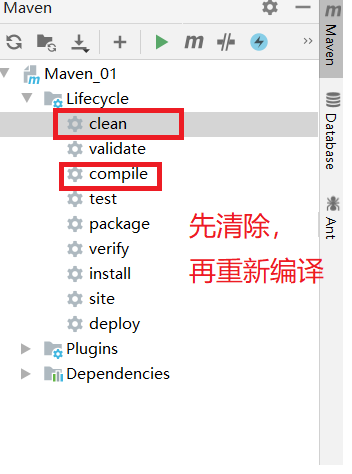 Maven
Maven_01
Lifecycle
clean
validate
compile
test
package
verify
install
site
deploy
Plugins
Dependencies
先清除，
再重新编译
Maven
Database
Ant